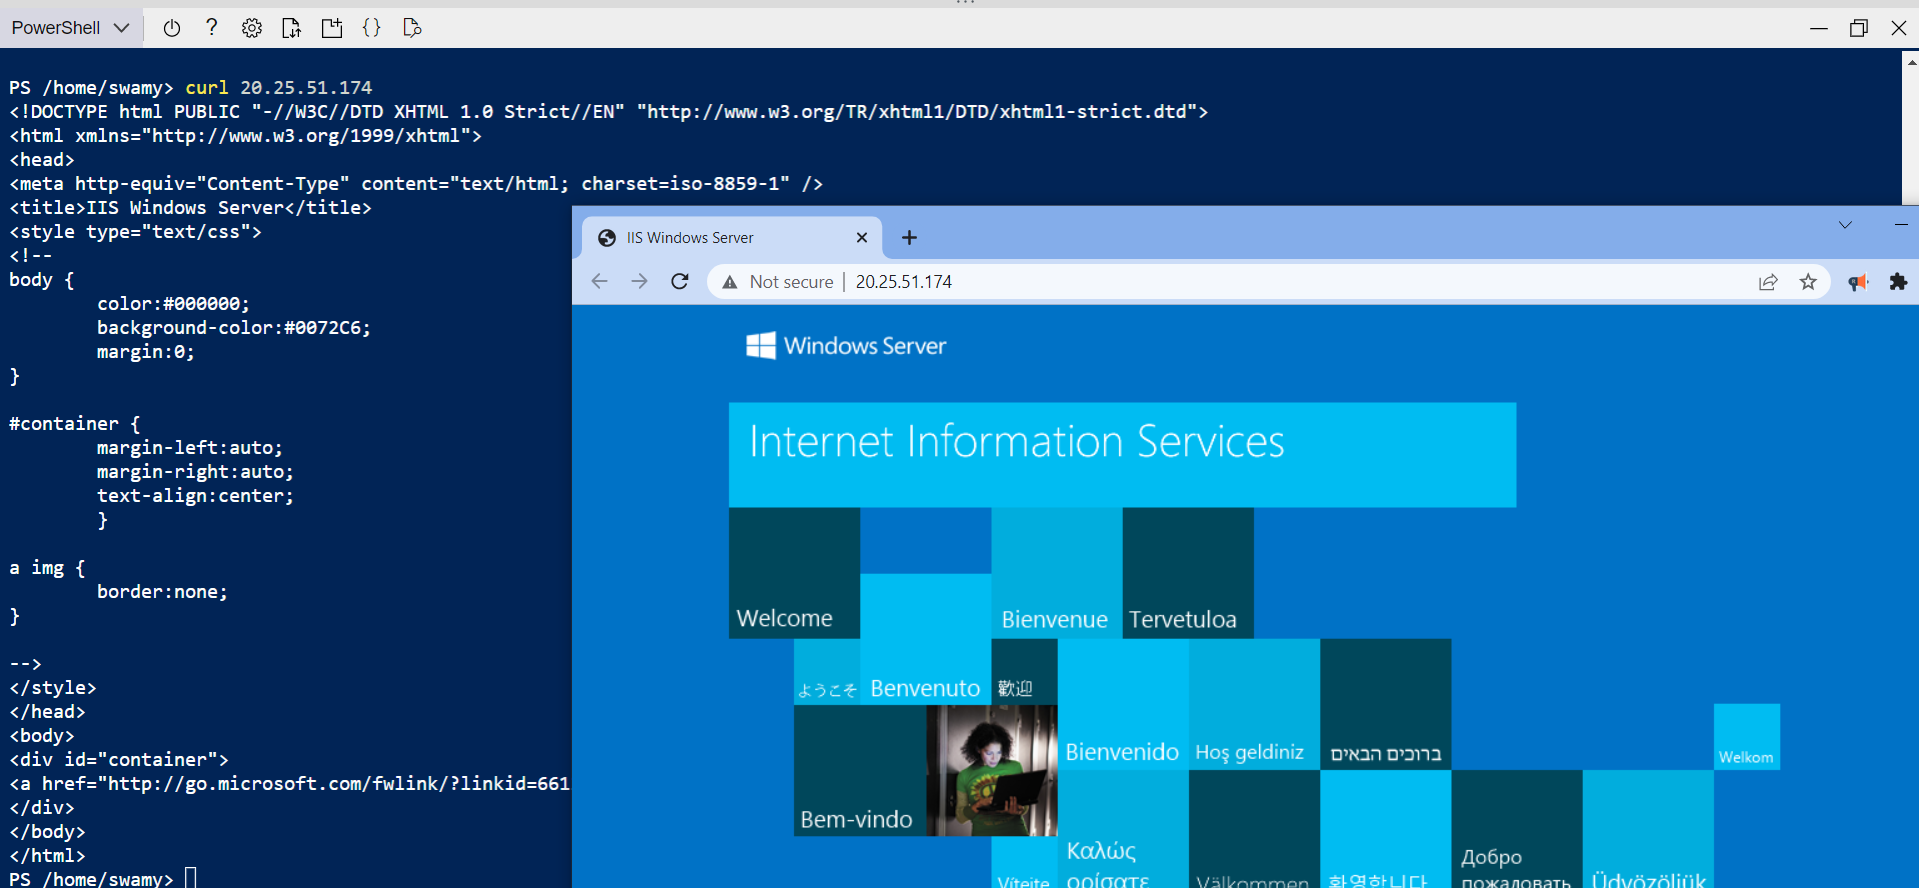 PowerShell
PS /home/swamy> curl 20.25.51.174
<!DOCTYPE html PUBLIC "-//W3C//DTD XHTML 1.0 Strict//EN" "http://www.w3.org/TR/xhtml1/DTD/xhtml1-strict.dtd">
<html xmlns="http://www.w3.org/1999/xhtml">
<head>
<meta http-equiv="Content-Type" content="text/html; charset=iso-8859-1" />
<title>IIS Windows Server</title>
<style type="text/css">
<!--
body {
color:#000000;
background-color:#0072C6;
margin:0;
}
#container {
margin-left:auto;
margin-right:auto;
text-align:center;
}
a img {
border:none;
}
-->
</style>
</head>
<body>
<div id="container">
<a href="http://go.microsoft.com/fwlink/?linkid=661
</div>
</body>
</html>
PS /home/swamy>
IIS Windows Server
Not secure | 20.25.51.174
Windows Server
Internet Information Services
Welcome
Bienvenue
Tervetuloa
ようこそ
Benvenuto
歡迎
Bienvenido
Hoş geldiniz
ברוכים הבאים
Welkom
Bem-vindo
Vítejte
Καλώς
ορίσατε
Välkommen
환영합니다
Добро
пожаловать
Üdvözöljük